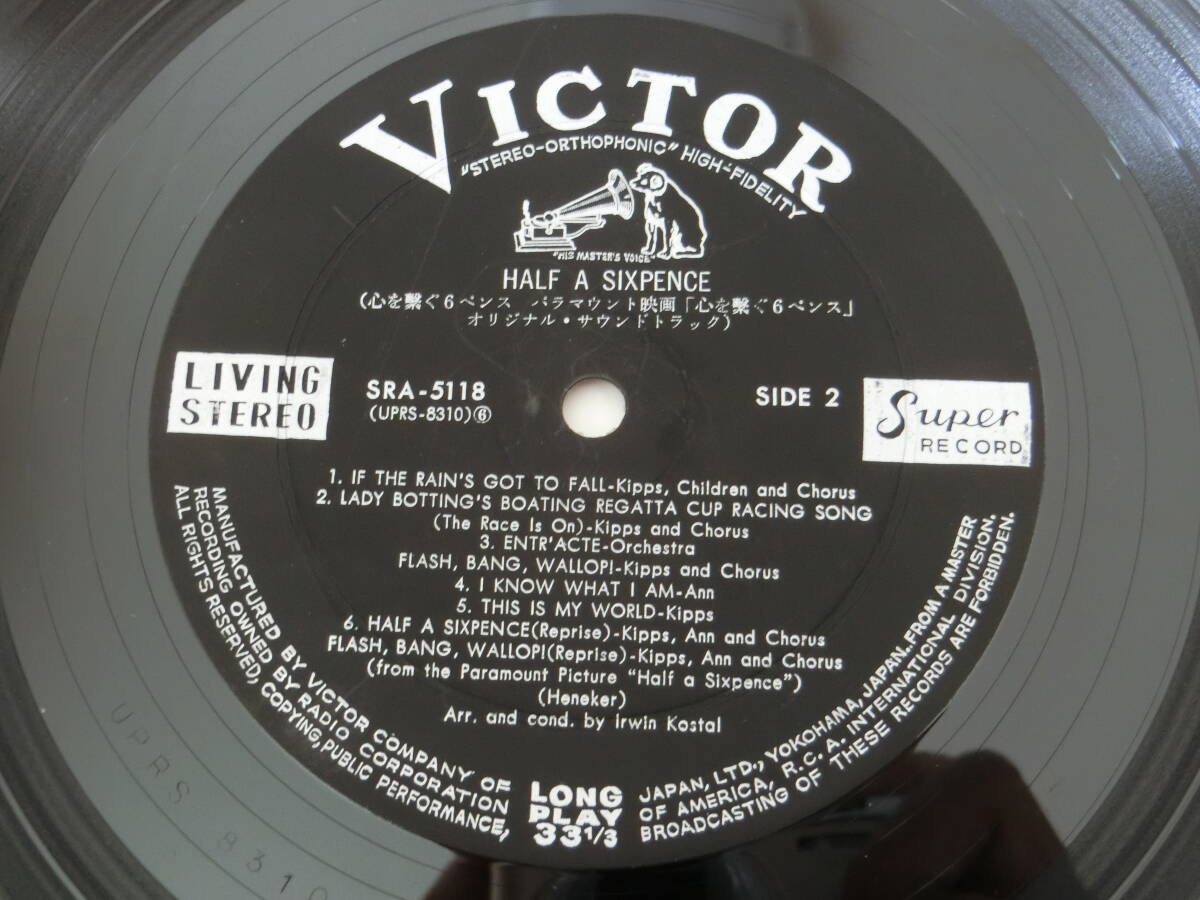 VICTOR
"STEREO-ORTHOPHONIC" HIGH-FIDELITY
"HIS MASTER'S VOICE"
HALF A SIXPENCE
(心を繋ぐ6ペンス パラマウント映画「心を繋ぐ6ペンス」
オリジナル・サウンドトラック)
LIVING
STEREO
SRA-5118
(UPRS-8310)⑥
SIDE 2
Super
RECORD
1. IF THE RAIN'S GOT TO FALL-Kipps, Children and Chorus
2. LADY BOTTING'S BOATING REGATTA CUP RACING SONG
(The Race Is On)-Kipps and Chorus
3. ENTR'ACTE-Orchestra
FLASH, BANG, WALLOP!-Kipps and Chorus
4. I KNOW WHAT I AM-Ann
5. THIS IS MY WORLD-Kipps
6. HALF A SIXPENCE(Reprise)-Kipps, Ann and Chorus
FLASH, BANG, WALLOP!(Reprise)-Kipps, Ann and Chorus
(from the Paramount Picture "Half a Sixpence")
(Heneker)
Arr. and cond. by Irwin Kostal
MANUFACTURED BY VICTOR COMPANY OF JAPAN, LTD., YOKOHAMA, JAPAN. FROM A MASTER
RECORDING OWNED BY RADIO CORPORATION OF AMERICA, R.C.A. INTERNATIONAL DIVISION.
ALL RIGHTS RESERVED, COPYING, PUBLIC PERFORMANCE, BROADCASTING OF THESE RECORDS ARE FORBIDDEN.
LONG
PLAY
33 1/3
UPRS 8310